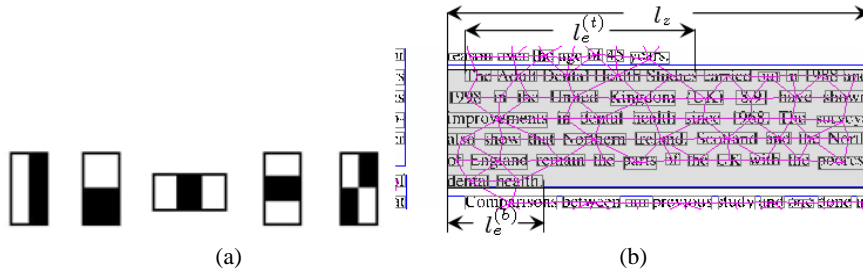 l_z
l_e^(t)
reason over the age of 45 years.
The Adult Dental Health Studies carried out in 1988 and
1998 in the United Kingdom (UK) [8,9] have shown
improvements in dental health since 1968. The surveys
also show that Northern Ireland, Scotland and the North
of England remain the parts of the UK with the poorest
dental health.
Comparisons between our previous study and one done in
l_e^(b)
(a) (b)